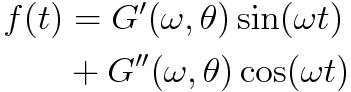 f(t) = G′(ω, θ) sin(ωt)
+ G″(ω, θ) cos(ωt)